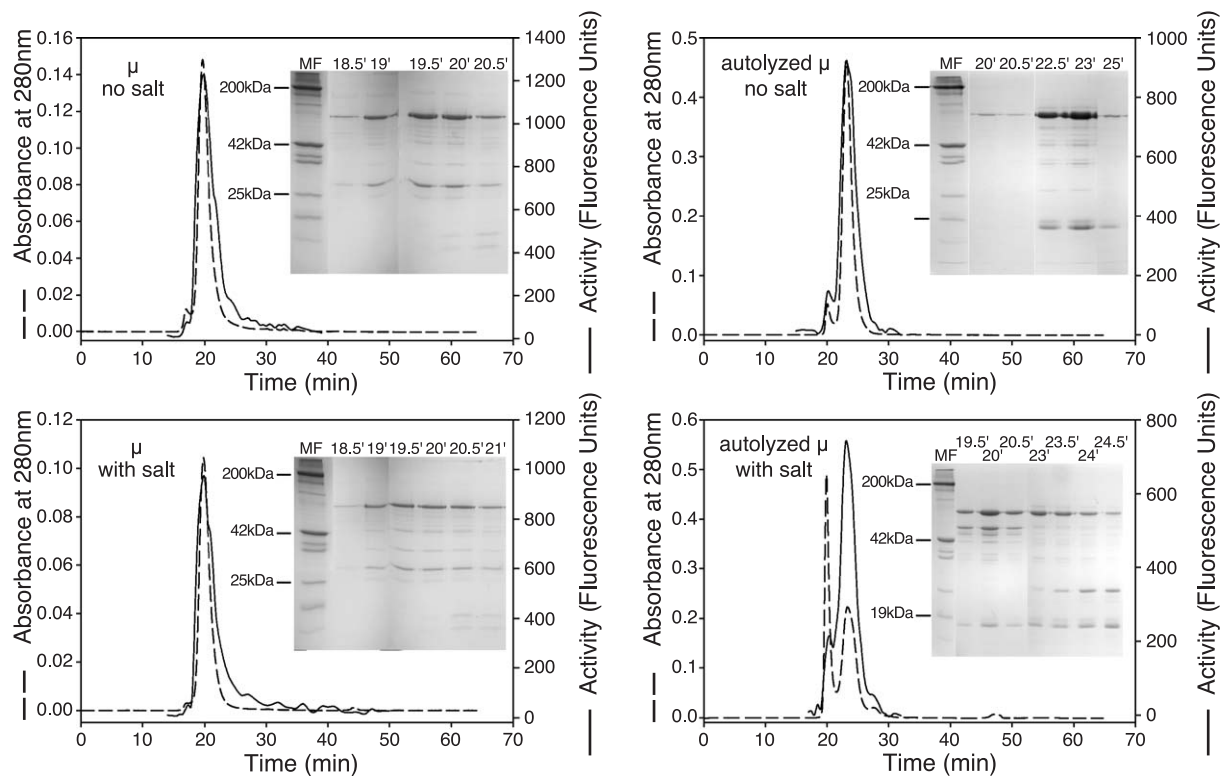 Absorbance at 280nm
0.16
0.14
0.12
0.10
0.08
0.06
0.04
0.02
0.00
µ
no salt
MF 18.5' 19' 19.5' 20' 20.5'
200kDa
42kDa
25kDa
1400
1200
1000
800
600
400
200
0
Activity (Fluorescence Units)
0 10 20 30 40 50 60 70
Time (min)
Absorbance at 280nm
0.5
0.4
0.3
0.2
0.1
0.0
autolyzed µ
no salt
MF 20' 20.5' 22.5' 23' 25'
200kDa
42kDa
25kDa
1000
800
600
400
200
0
Activity (Fluorescence Units)
0 10 20 30 40 50 60 70
Time (min)
Absorbance at 280nm
0.12
0.10
0.08
0.06
0.04
0.02
0.00
µ
with salt
MF 18.5' 19' 19.5' 20' 20.5' 21'
200kDa
42kDa
25kDa
1200
1000
800
600
400
200
0
Activity (Fluorescence Units)
0 10 20 30 40 50 60 70
Time (min)
Absorbance at 280nm
0.6
0.5
0.4
0.3
0.2
0.1
0.0
autolyzed µ
with salt
19.5' 20.5' 23.5' 24.5'
MF 20' 23' 24'
200kDa
42kDa
19kDa
800
600
400
200
0
Activity (Fluorescence Units)
0 10 20 30 40 50 60 70
Time (min)